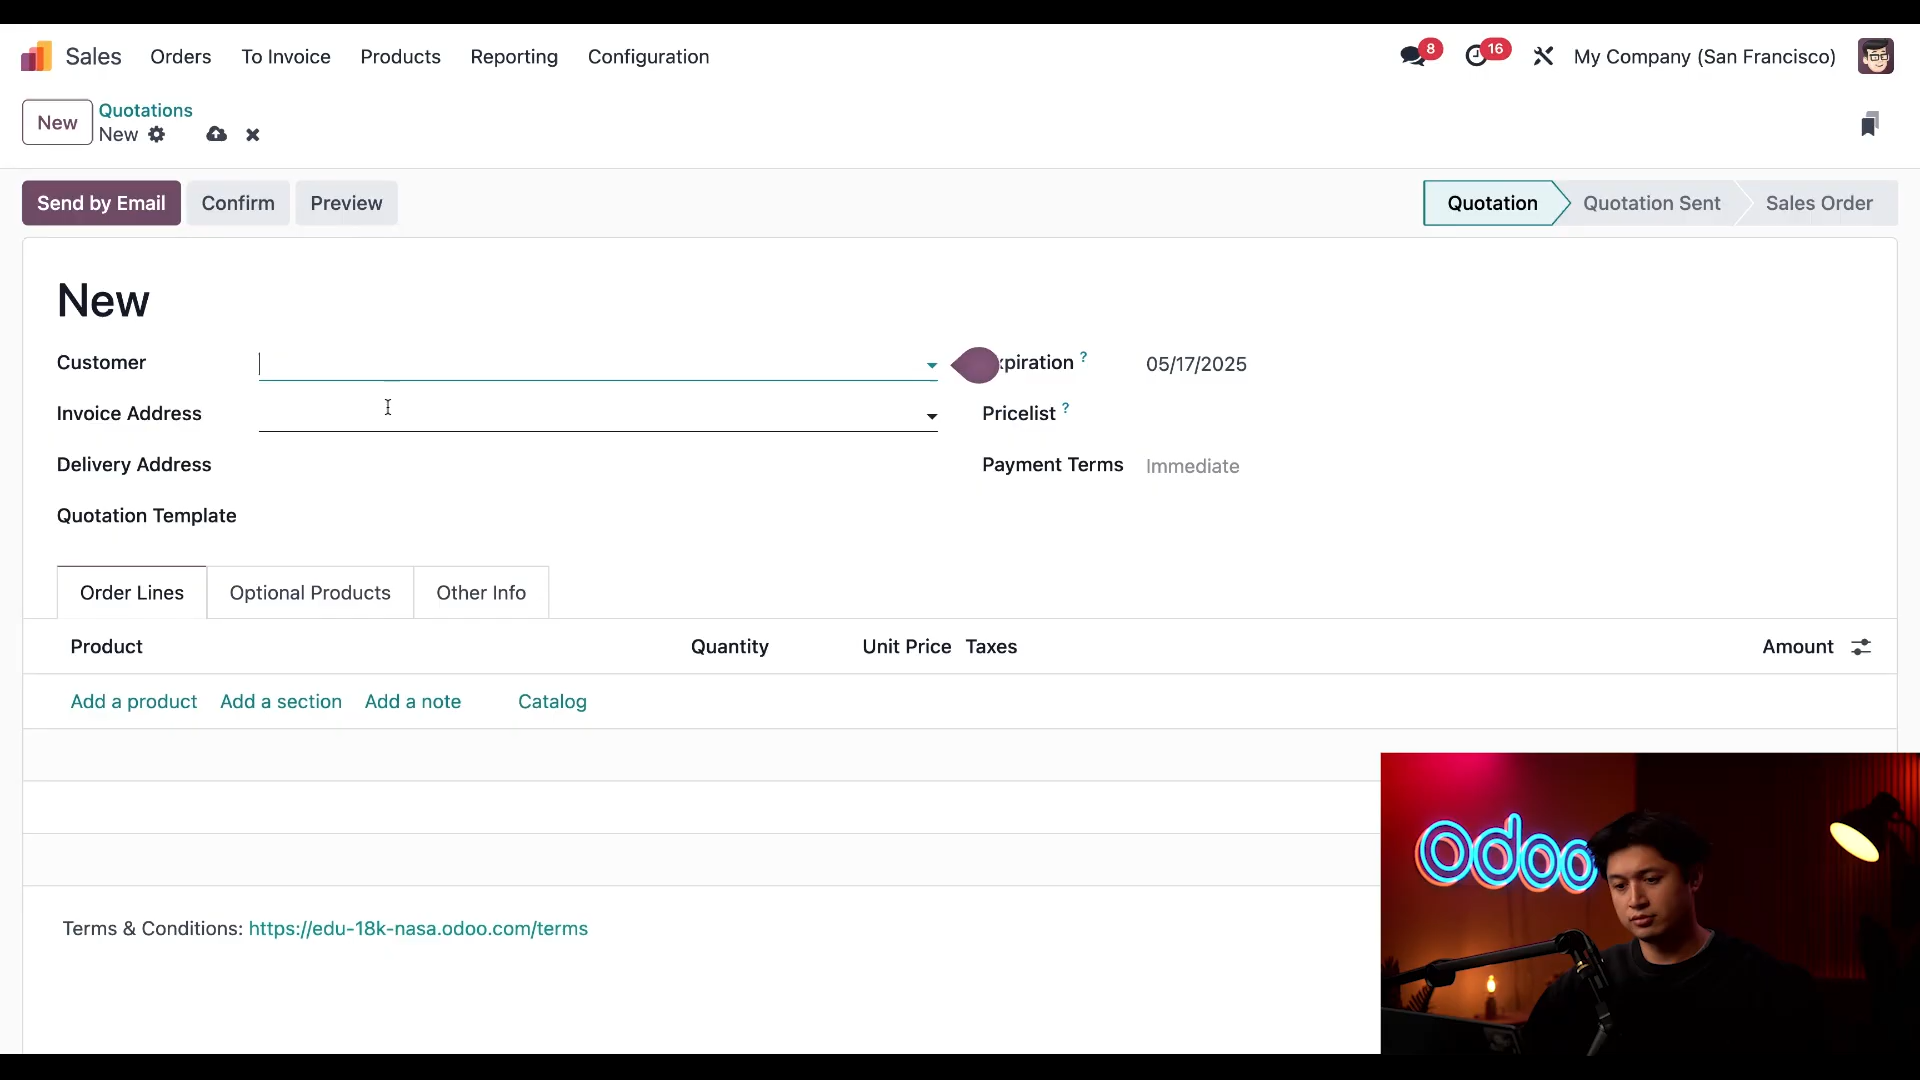 Sales Orders To Invoice Products Reporting Configuration 8 16 My Company (San Francisco)
New Quotations
New
Send by Email Confirm Preview Quotation Quotation Sent Sales Order
New
Customer xpiration ? 05/17/2025
Invoice Address Pricelist ?
Delivery Address Payment Terms Immediate
Quotation Template
Order Lines Optional Products Other Info
Product Quantity Unit Price Taxes Amount
Add a product Add a section Add a note Catalog
odoo
Terms & Conditions: https://edu-18k-nasa.odoo.com/terms